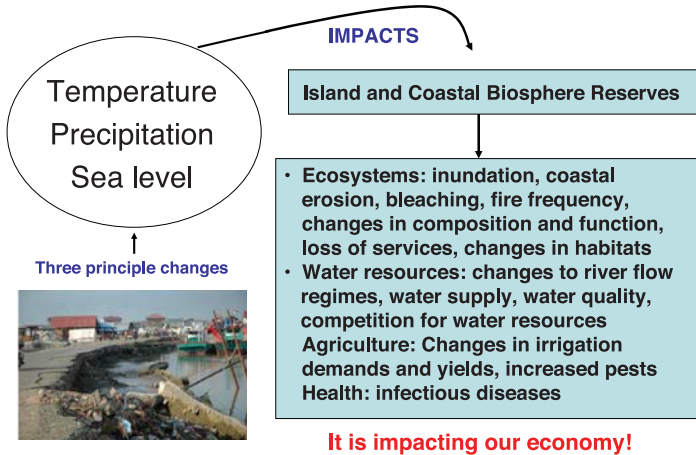 IMPACTS
Temperature
Precipitation
Sea level
Three principle changes
Island and Coastal Biosphere Reserves
• Ecosystems: inundation, coastal
erosion, bleaching, fire frequency,
changes in composition and function,
loss of services, changes in habitats
• Water resources: changes to river flow
regimes, water supply, water quality,
competition for water resources
Agriculture: Changes in irrigation
demands and yields, increased pests
Health: infectious diseases
It is impacting our economy!